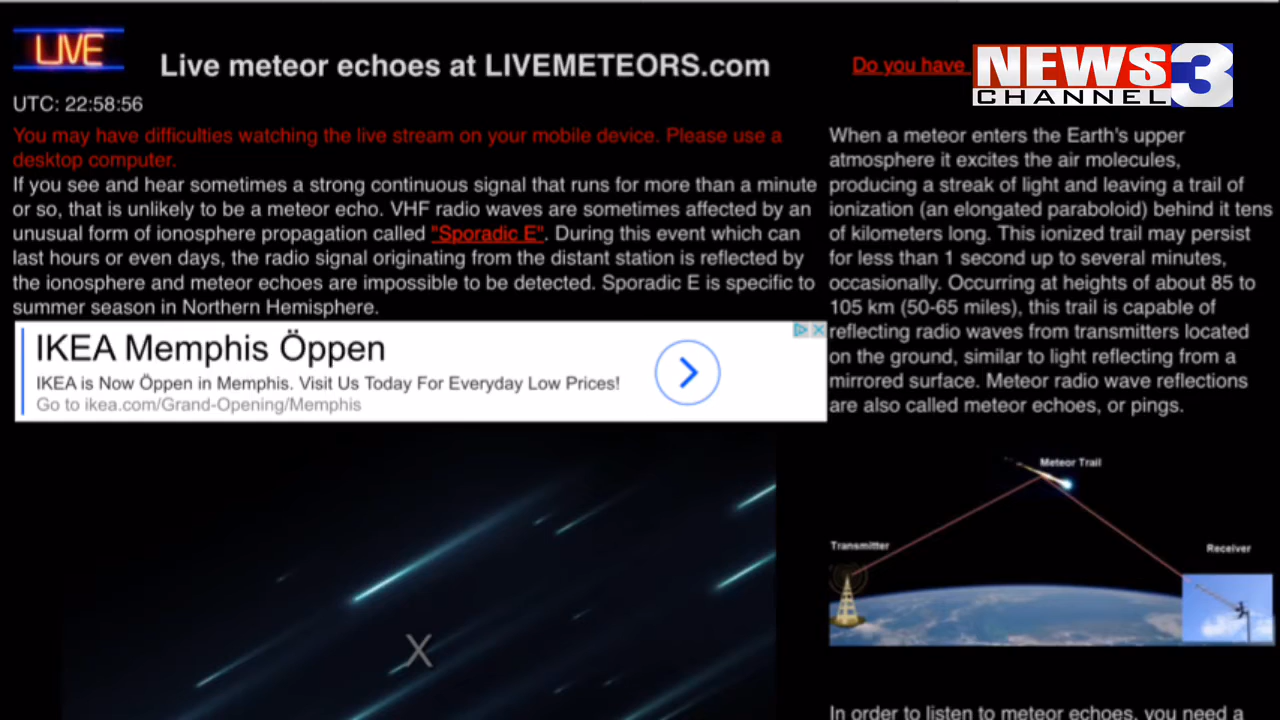 LIVE
Live meteor echoes at LIVEMETEORS.com
Do you have
NEWS
CHANNEL
3
UTC: 22:58:56
You may have difficulties watching the live stream on your mobile device. Please use a
desktop computer.
If you see and hear sometimes a strong continuous signal that runs for more than a minute
or so, that is unlikely to be a meteor echo. VHF radio waves are sometimes affected by an
unusual form of ionosphere propagation called "Sporadic E". During this event which can
last hours or even days, the radio signal originating from the distant station is reflected by
the ionosphere and meteor echoes are impossible to be detected. Sporadic E is specific to
summer season in Northern Hemisphere.
IKEA Memphis Öppen
IKEA is Now Öppen in Memphis. Visit Us Today For Everyday Low Prices!
Go to ikea.com/Grand-Opening/Memphis
X
When a meteor enters the Earth's upper
atmosphere it excites the air molecules,
producing a streak of light and leaving a trail of
ionization (an elongated paraboloid) behind it tens
of kilometers long. This ionized trail may persist
for less than 1 second up to several minutes,
occasionally. Occurring at heights of about 85 to
105 km (50-65 miles), this trail is capable of
reflecting radio waves from transmitters located
on the ground, similar to light reflecting from a
mirrored surface. Meteor radio wave reflections
are also called meteor echoes, or pings.
Meteor Trail
Transmitter
Receiver
In order to listen to meteor echoes, you need a